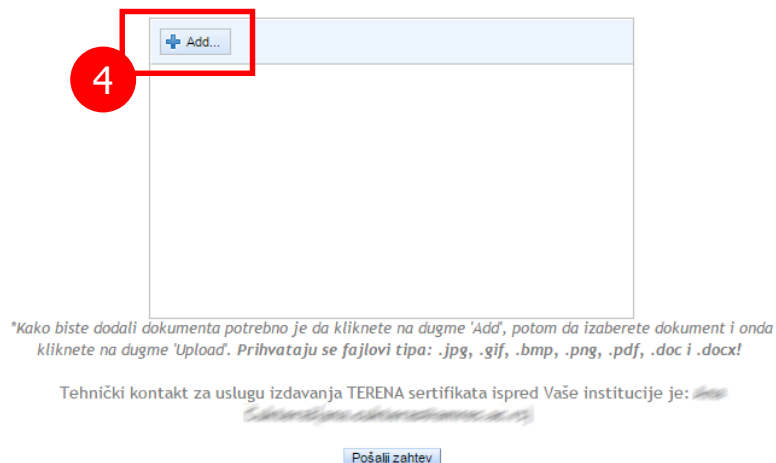 Add...
4
*Kako biste dodali dokumenta potrebno je da kliknete na dugme 'Add', potom da izaberete dokument i onda
kliknete na dugme 'Upload'. Prihvataju se fajlovi tipa: .jpg, .gif, .bmp, .png, .pdf, .doc i .docx!
Tehnički kontakt za uslugu izdavanja TERENA sertifikata ispred Vaše institucije je:
Pošalji zahtev